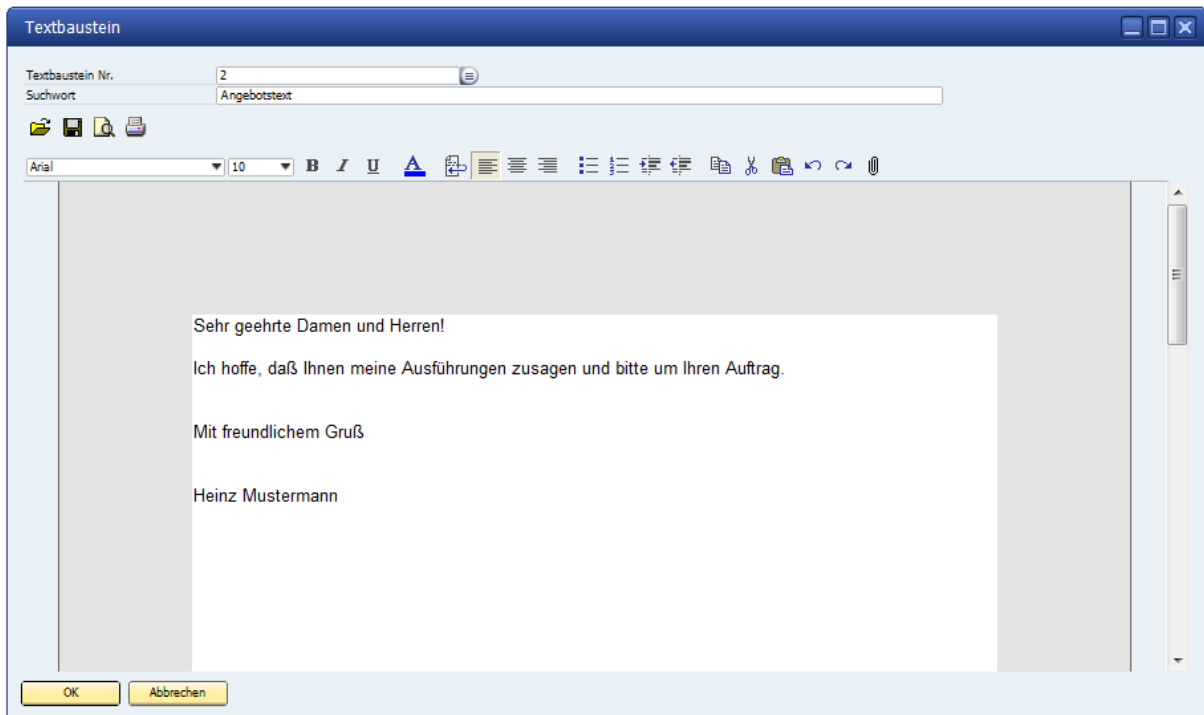 Textbaustein
Textbaustein Nr. 2
Suchwort Angebotstext
Arial 10 B I U A
Sehr geehrte Damen und Herren!
Ich hoffe, daß Ihnen meine Ausführungen zusagen und bitte um Ihren Auftrag.
Mit freundlichem Gruß
Heinz Mustermann
OK Abbrechen